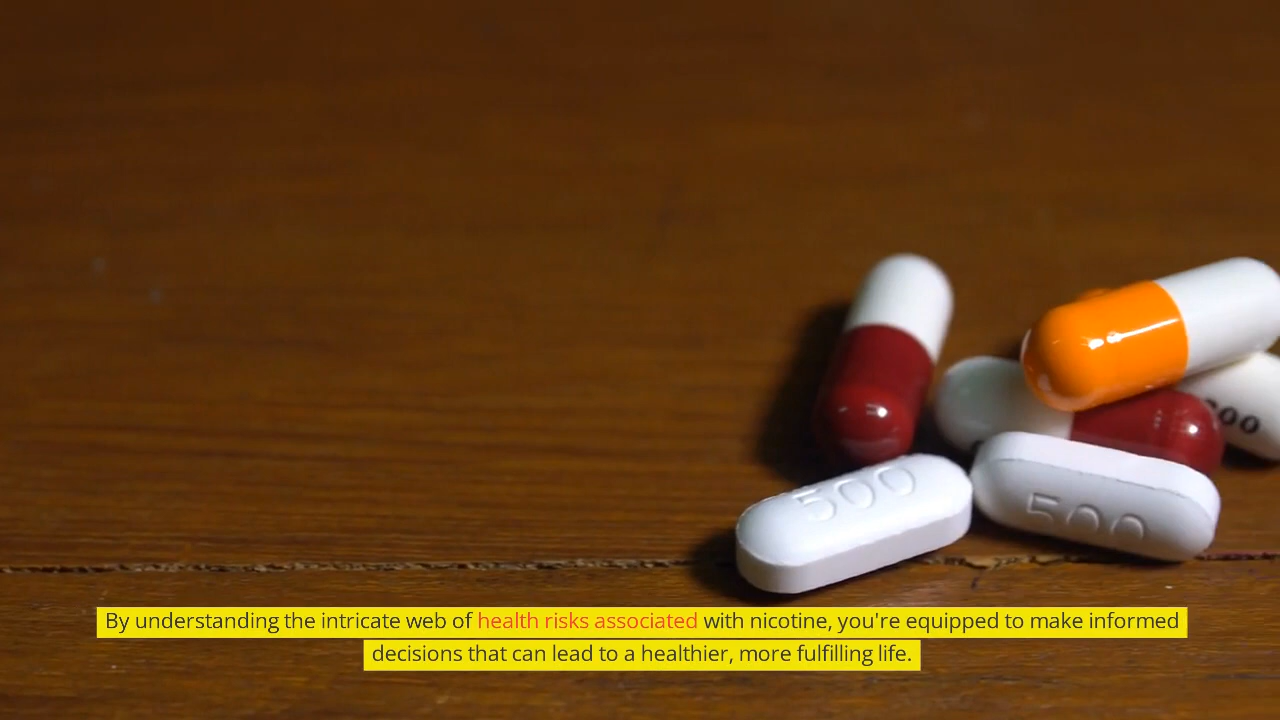 500
500
500
By understanding the intricate web of health risks associated with nicotine, you're equipped to make informed
decisions that can lead to a healthier, more fulfilling life.